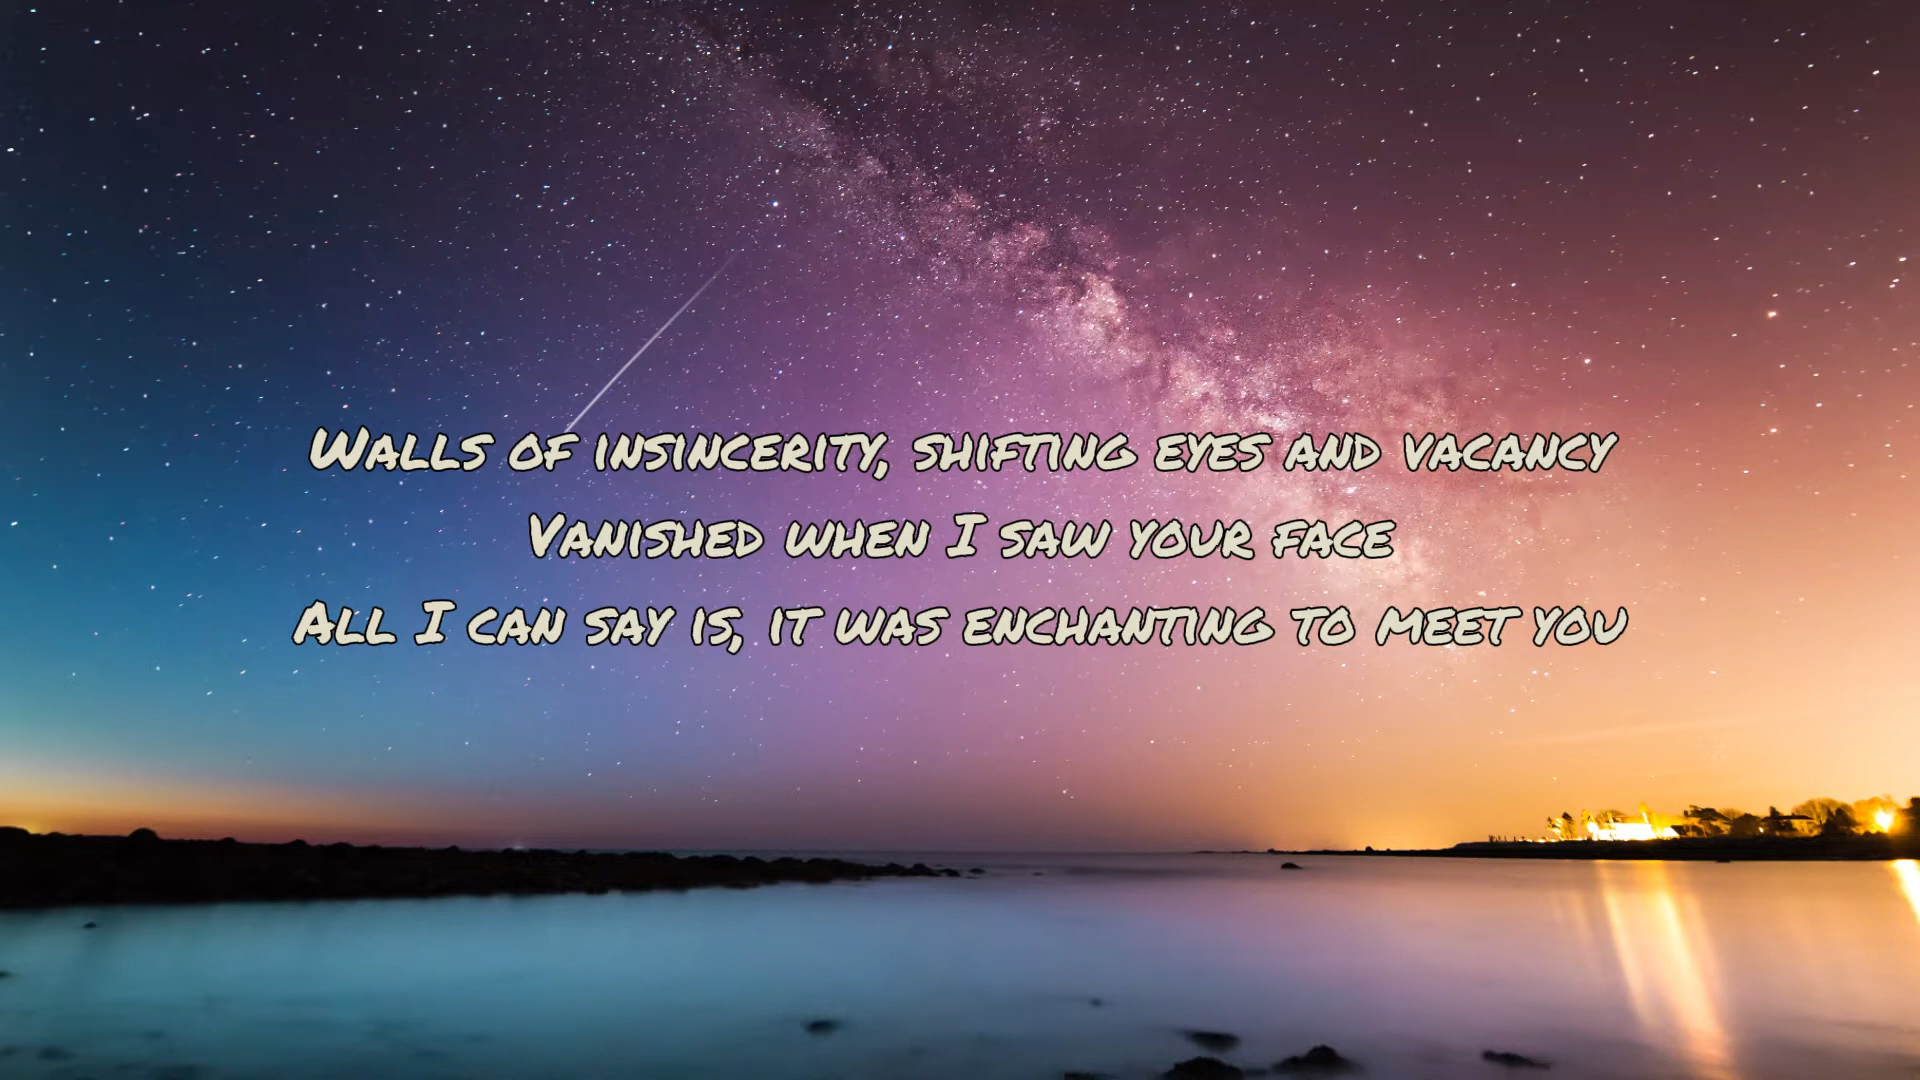 Walls of insincerity, shifting eyes and vacancy
Vanished when I saw your face
All I can say is, it was enchanting to meet you